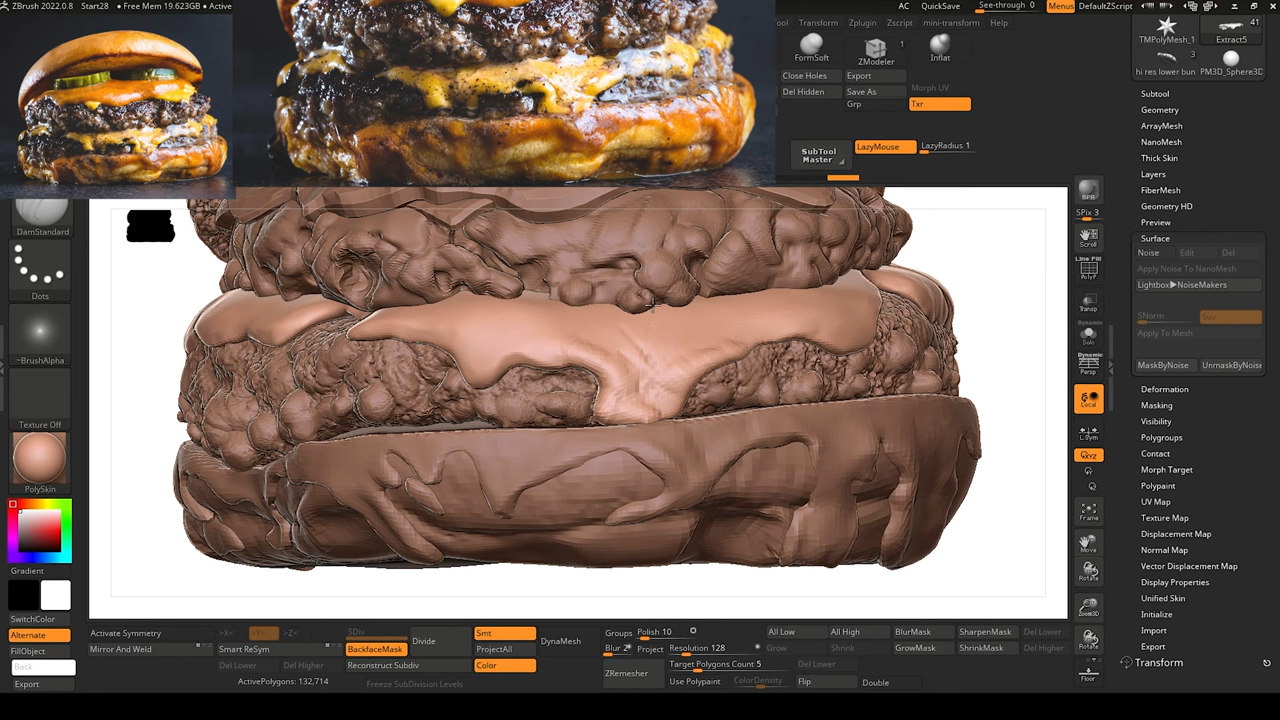 ZBrush 2022.0.8 Start28 ● Free Mem 19.623GB ● Active
AC QuickSave See-through 0 Menus DefaultZScript
Tool Transform Zplugin Zscript mini-transform Help
FormSoft ZModeler 1 Inflat
Close Holes Export Morph UV
Del Hidden Save As
Grp Txr
SubTool Master LazyMouse LazyRadius 1
TMPolyMesh_1 41 Extract5
3
hi res lower bun PM3D_Sphere3D
Subtool
Geometry
ArrayMesh
NanoMesh
Thick Skin
Layers
FiberMesh
Geometry HD
Preview
Surface
Noise Edit Del
Apply Noise To NanoMesh
Lightbox▶NoiseMakers
SNorm Suv
Apply To Mesh
MaskByNoise UnmaskByNoise
Deformation
Masking
Visibility
Polygroups
Contact
Morph Target
Polypaint
UV Map
Texture Map
Displacement Map
Normal Map
Vector Displacement Map
Display Properties
Unified Skin
Initialize
Import
Export
Transform
BPR
SPix 3
Scroll
Line Fill
PolyF
Transp
Dynamic
Solo
Dynamic
Persp
Local
L.Sym
XYZ
Frame
Move
Rotate
Zoom3D
Rotate
Floor
DamStandard
Dots
~BrushAlpha
Texture Off
PolySkin
Gradient
SwitchColor
Alternate
FillObject
Back
Export
Activate Symmetry >X< >Y< >Z< SDiv Divide Smt DynaMesh Groups Polish 10 All Low All High BlurMask SharpenMask Del Lower
Mirror And Weld Smart ReSym BackfaceMask ProjectAll Blur 2 Project Resolution 128 Grow Shrink GrowMask ShrinkMask Del Higher
Del Lower Del Higher Reconstruct Subdiv Color ZRemesher Target Polygons Count 5 Del Lower
ActivePolygons: 132,714 Freeze SubDivision Levels Use Polypaint ColorDensity Flip Double